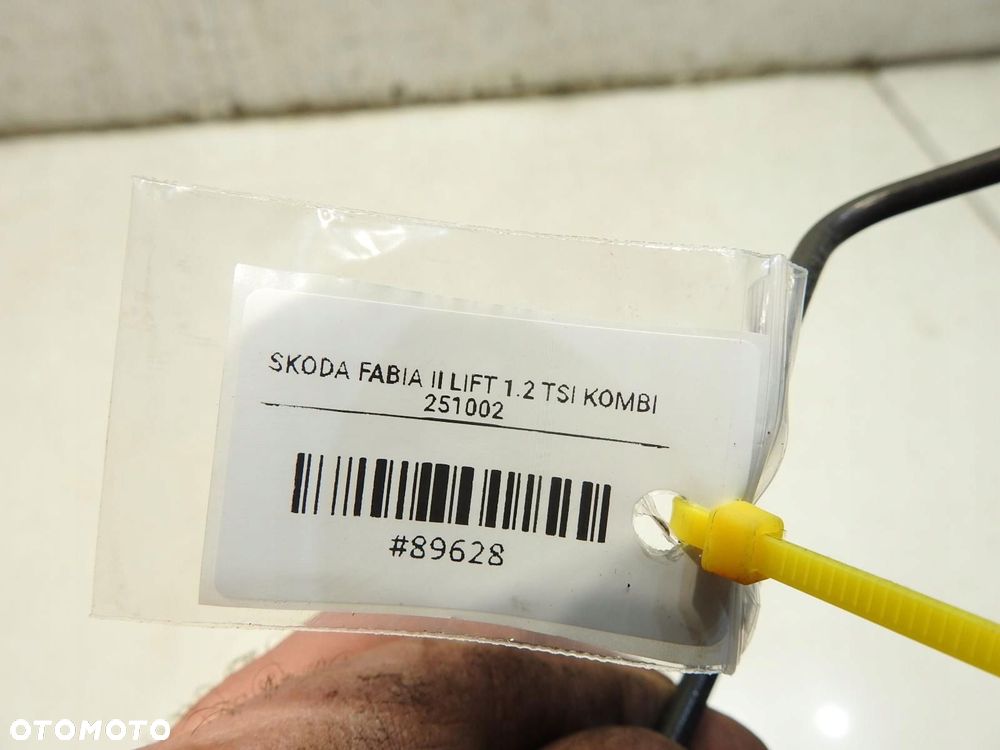 SKODA FABIA II LIFT 1.2 TSI KOMBI
251002
#89628
OTOMOTO